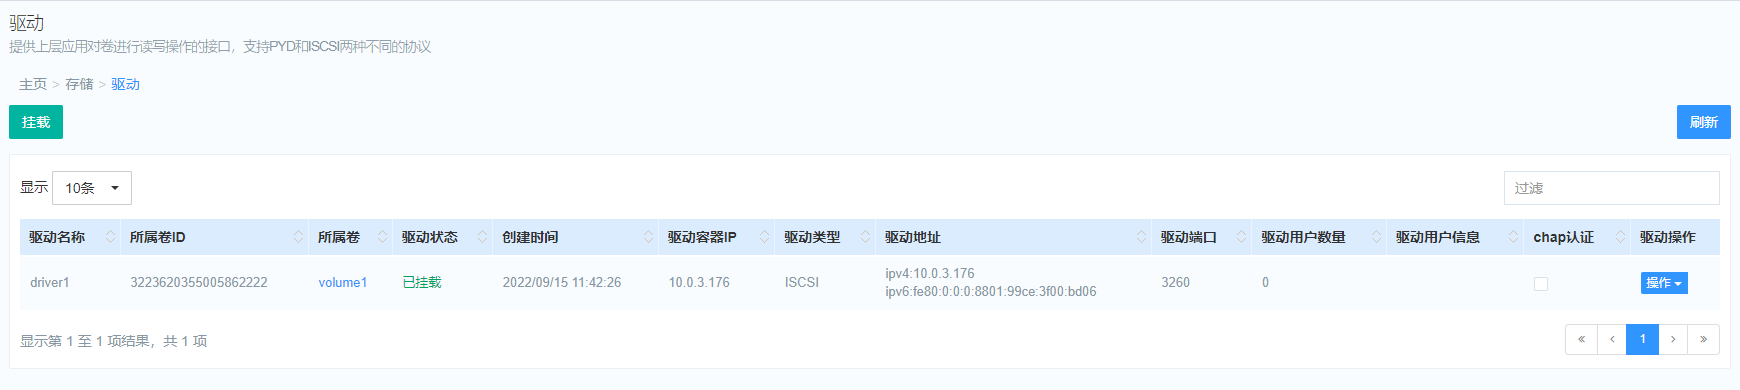 驱动
提供上层应用对卷进行读写操作的接口，支持PYD和ISCSI两种不同的协议
主页 > 存储 > 驱动
挂载 刷新
显示 10条 过滤
驱动名称 所属卷ID 所属卷 驱动状态 创建时间 驱动容器IP 驱动类型 驱动地址 驱动端口 驱动用户数量 驱动用户信息 chap认证 驱动操作
driver1 3223620355005862222 volume1 已挂载 2022/09/15 11:42:26 10.0.3.176 ISCSI ipv4:10.0.3.176 3260 0 操作
ipv6:fe80:0:0:0:8801:99ce:3f00:bd06
显示第 1 至 1 项结果，共 1 项 « ‹ 1 › »